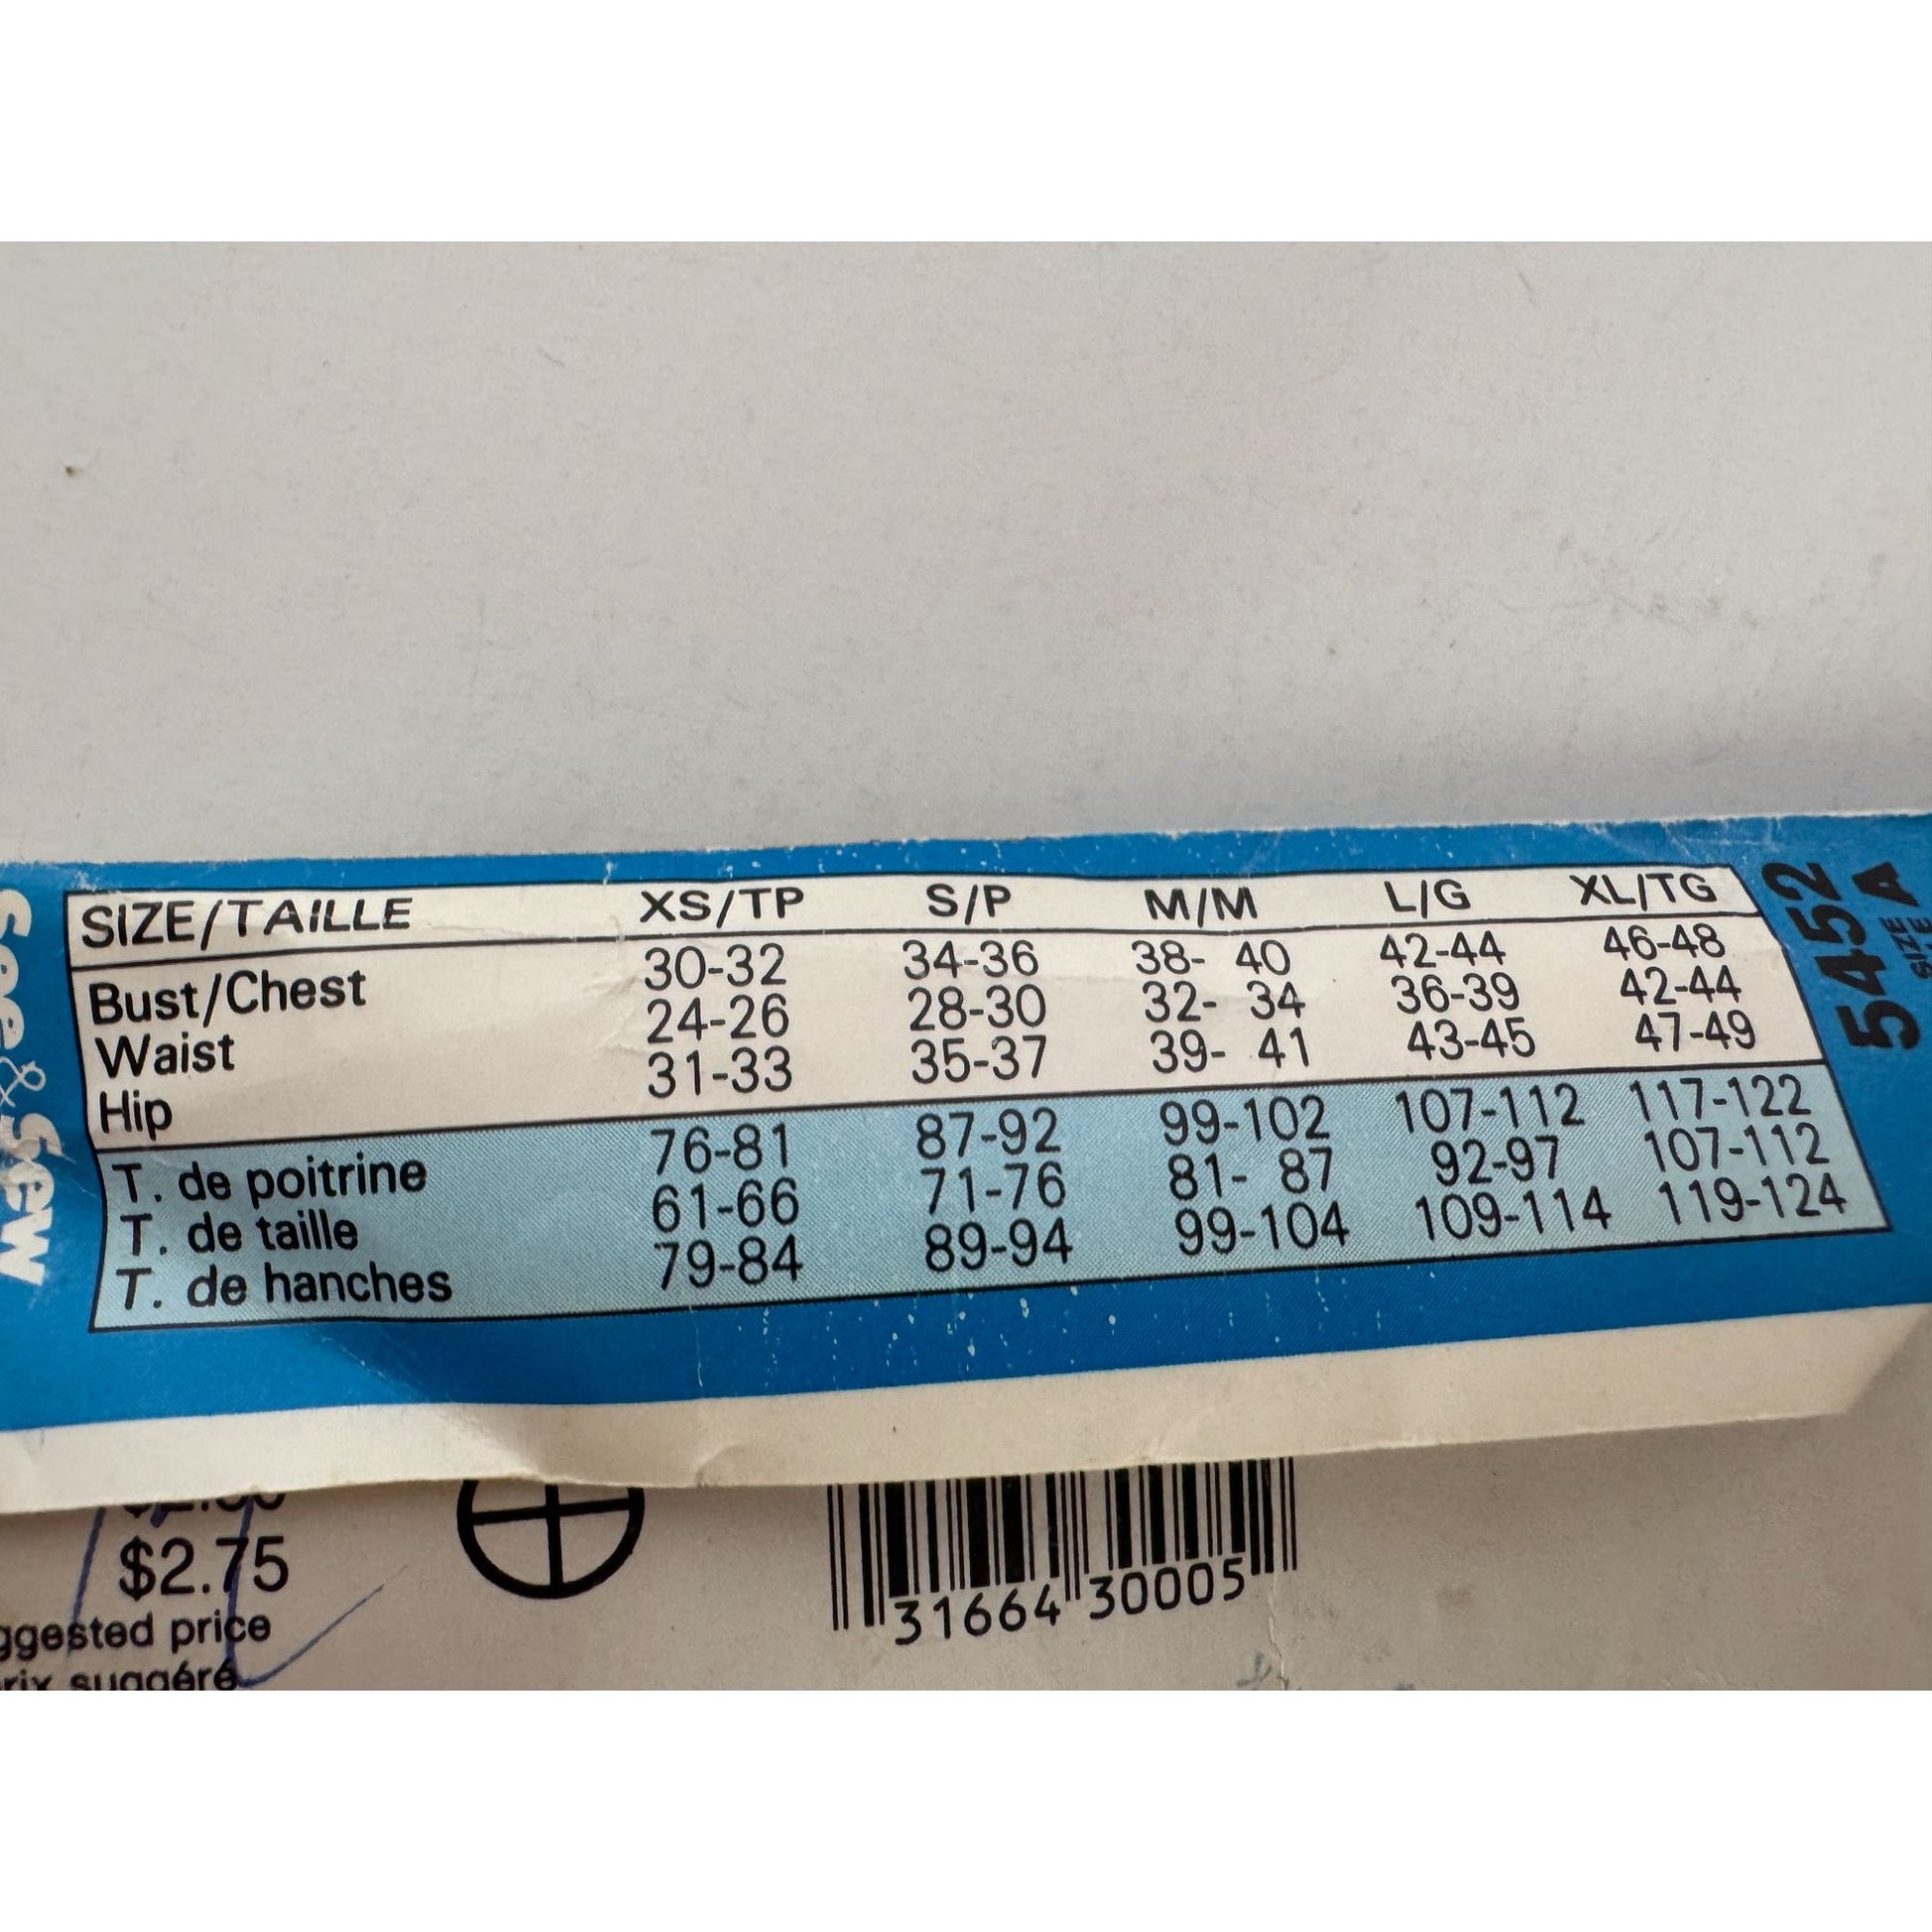 See & Sew
SIZE/TAILLE XS/TP S/P M/M L/G XL/TG
Bust/Chest 30-32 34-36 38- 40 42-44 46-48
Waist 24-26 28-30 32- 34 36-39 42-44
Hip 31-33 35-37 39- 41 43-45 47-49
T. de poitrine 76-81 87-92 99-102 107-112 117-122
T. de taille 61-66 71-76 81- 87 92-97 107-112
T. de hanches 79-84 89-94 99-104 109-114 119-124
5452
SIZE A
$2.75
ggested price
rix suggéré
31664 30005